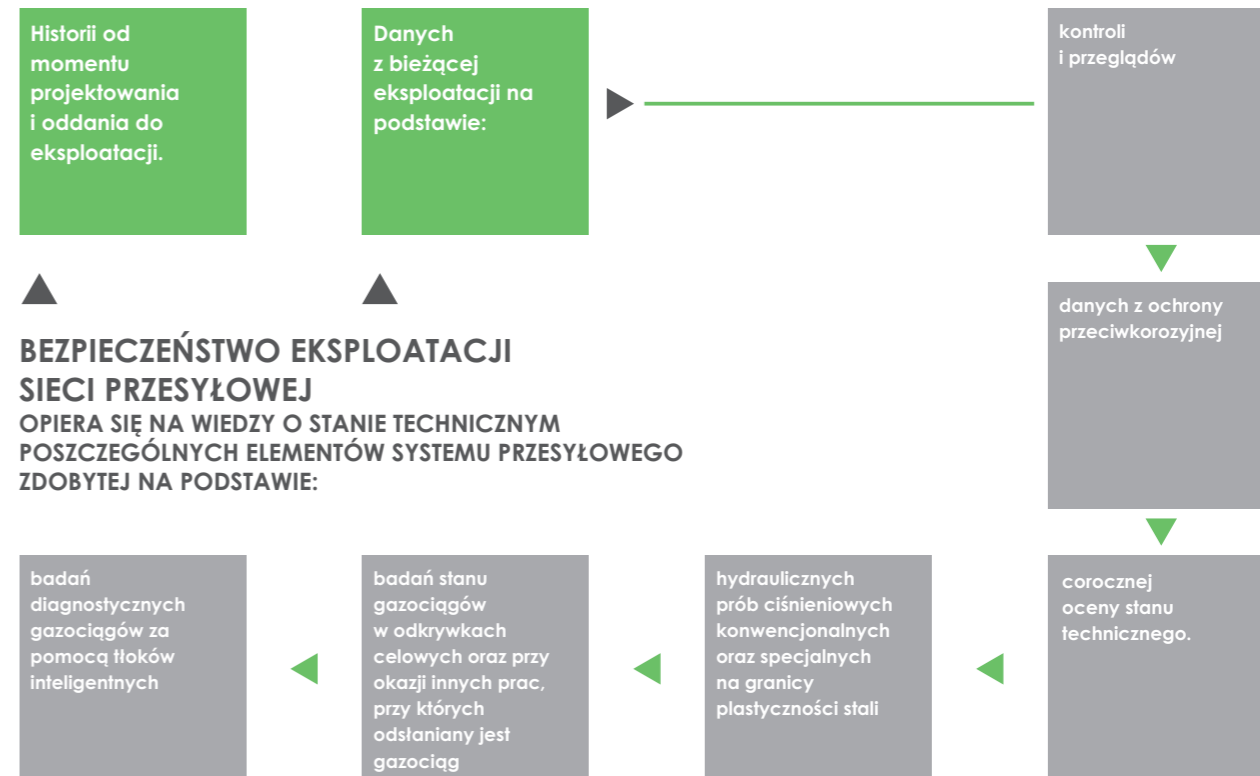 Historii od
momentu
projektowania
i oddania do
eksploatacji.
Danych
z bieżącej
eksploatacji na
podstawie:
kontroli
i przeglądów
danych z ochrony
przeciwkorozyjnej
BEZPIECZEŃSTWO EKSPLOATACJI
SIECI PRZESYŁOWEJ
OPIERA SIĘ NA WIEDZY O STANIE TECHNICZNYM
POSZCZEGÓLNYCH ELEMENTÓW SYSTEMU PRZESYŁOWEGO
ZDOBYTEJ NA PODSTAWIE:
badań
diagnostycznych
gazociągów za
pomocą tłoków
inteligentnych
badań stanu
gazociągów
w odkrywkach
celowych oraz przy
okazji innych prac,
przy których
odsłaniany jest
gazociąg
hydraulicznych
prób ciśnieniowych
konwencjonalnych
oraz specjalnych
na granicy
plastyczności stali
corocznej
oceny stanu
technicznego.